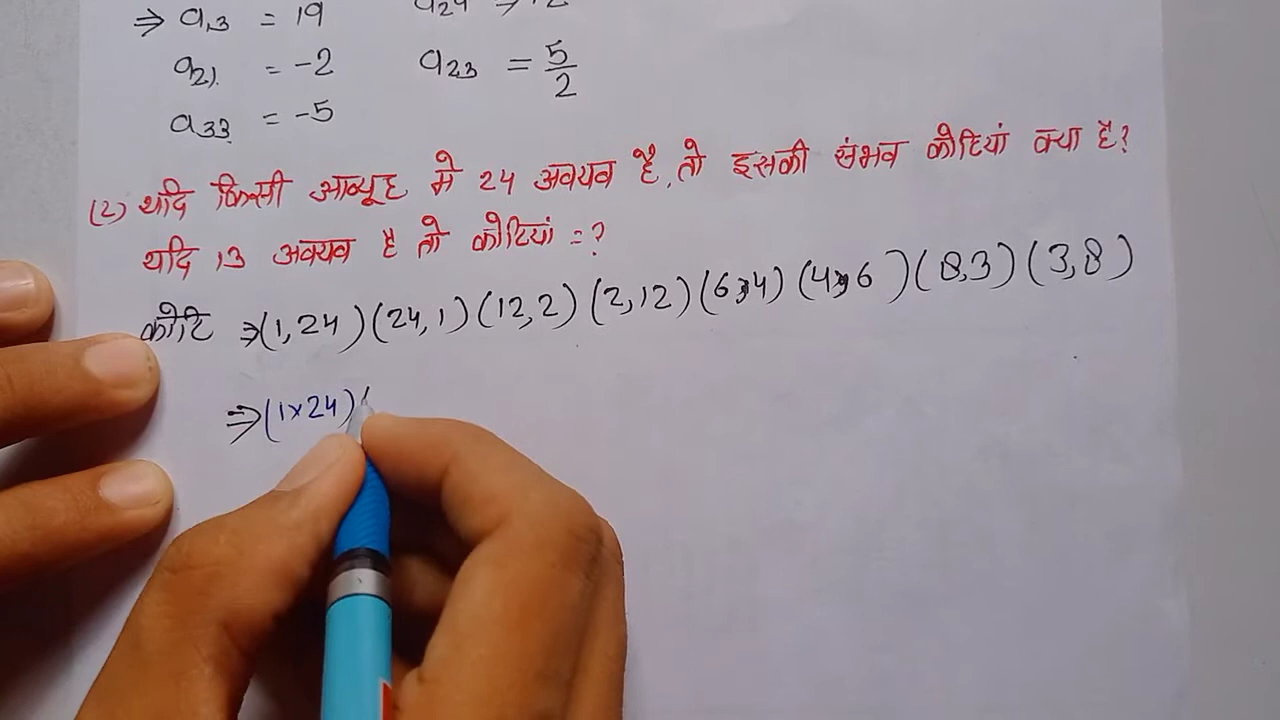 ⇒ a₁₃ = 19
a₂₁ = -2 a₂₃ = 5/2
a₃₃ = -5
(2) यदि किसी आव्यूह मे 24 अवयव है, तो इसकी संभव कोटियां क्या है?
यदि 13 अवयव है तो कोटियां = ?
कोटि ⇒ (1,24) (24,1) (12,2) (2,12) (6,4) (4,6) (8,3) (3,8)
⇒ (1×24) (